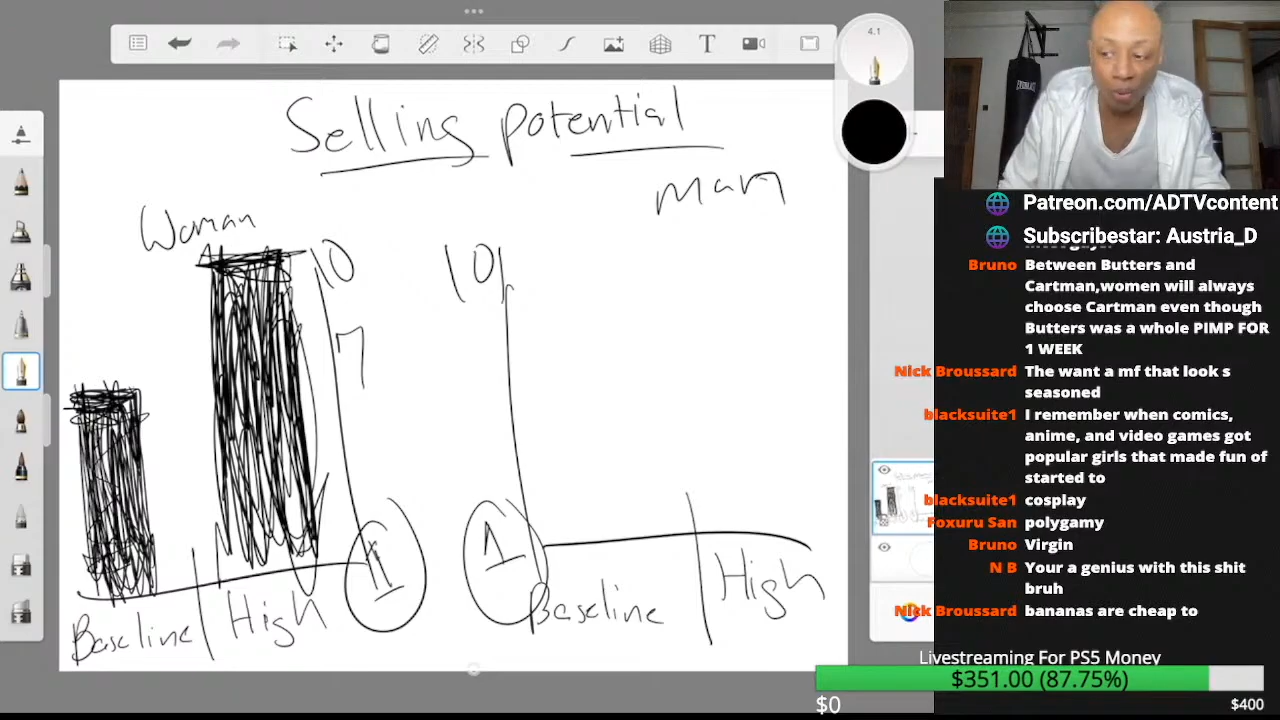 4.1
Selling potential
Woman
Man
10
7
1
Baseline
High
10
1
Baseline
High
EVERLAST
Patreon.com/ADTVcontent
Subscribestar: Austria_D
Bruno Between Butters and
Cartman,women will always
choose Cartman even though
Butters was a whole PIMP FOR
1 WEEK
Nick Broussard The want a mf that look s
seasoned
blacksuite1 I remember when comics,
anime, and video games got
popular girls that made fun of
started to
blacksuite1 cosplay
Foxuru San polygamy
Bruno Virgin
N B Your a genius with this shit
bruh
Nick Broussard bananas are cheap to
Livestreaming For PS5 Money
$351.00 (87.75%)
$0
$400